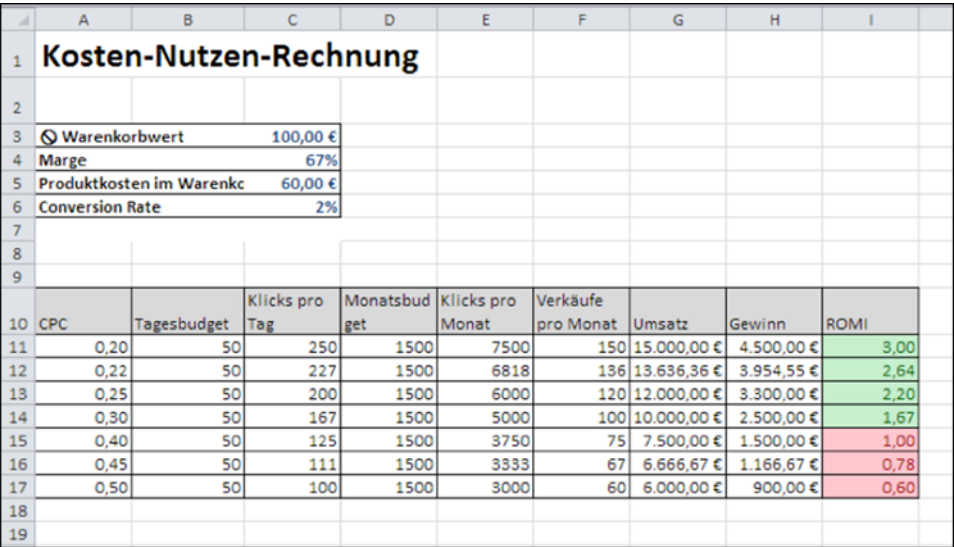 A B C D E F G H I
1 Kosten-Nutzen-Rechnung
2
3 Ø Warenkorbwert 100,00 €
4 Marge 67%
5 Produktkosten im Warenkc 60,00 €
6 Conversion Rate 2%
7
8
9
Klicks pro Monatsbud Klicks pro Verkäufe
10 CPC Tagesbudget Tag get Monat pro Monat Umsatz Gewinn ROMI
11 0,20 50 250 1500 7500 150 15.000,00 € 4.500,00 € 3,00
12 0,22 50 227 1500 6818 136 13.636,36 € 3.954,55 € 2,64
13 0,25 50 200 1500 6000 120 12.000,00 € 3.300,00 € 2,20
14 0,30 50 167 1500 5000 100 10.000,00 € 2.500,00 € 1,67
15 0,40 50 125 1500 3750 75 7.500,00 € 1.500,00 € 1,00
16 0,45 50 111 1500 3333 67 6.666,67 € 1.166,67 € 0,78
17 0,50 50 100 1500 3000 60 6.000,00 € 900,00 € 0,60
18
19